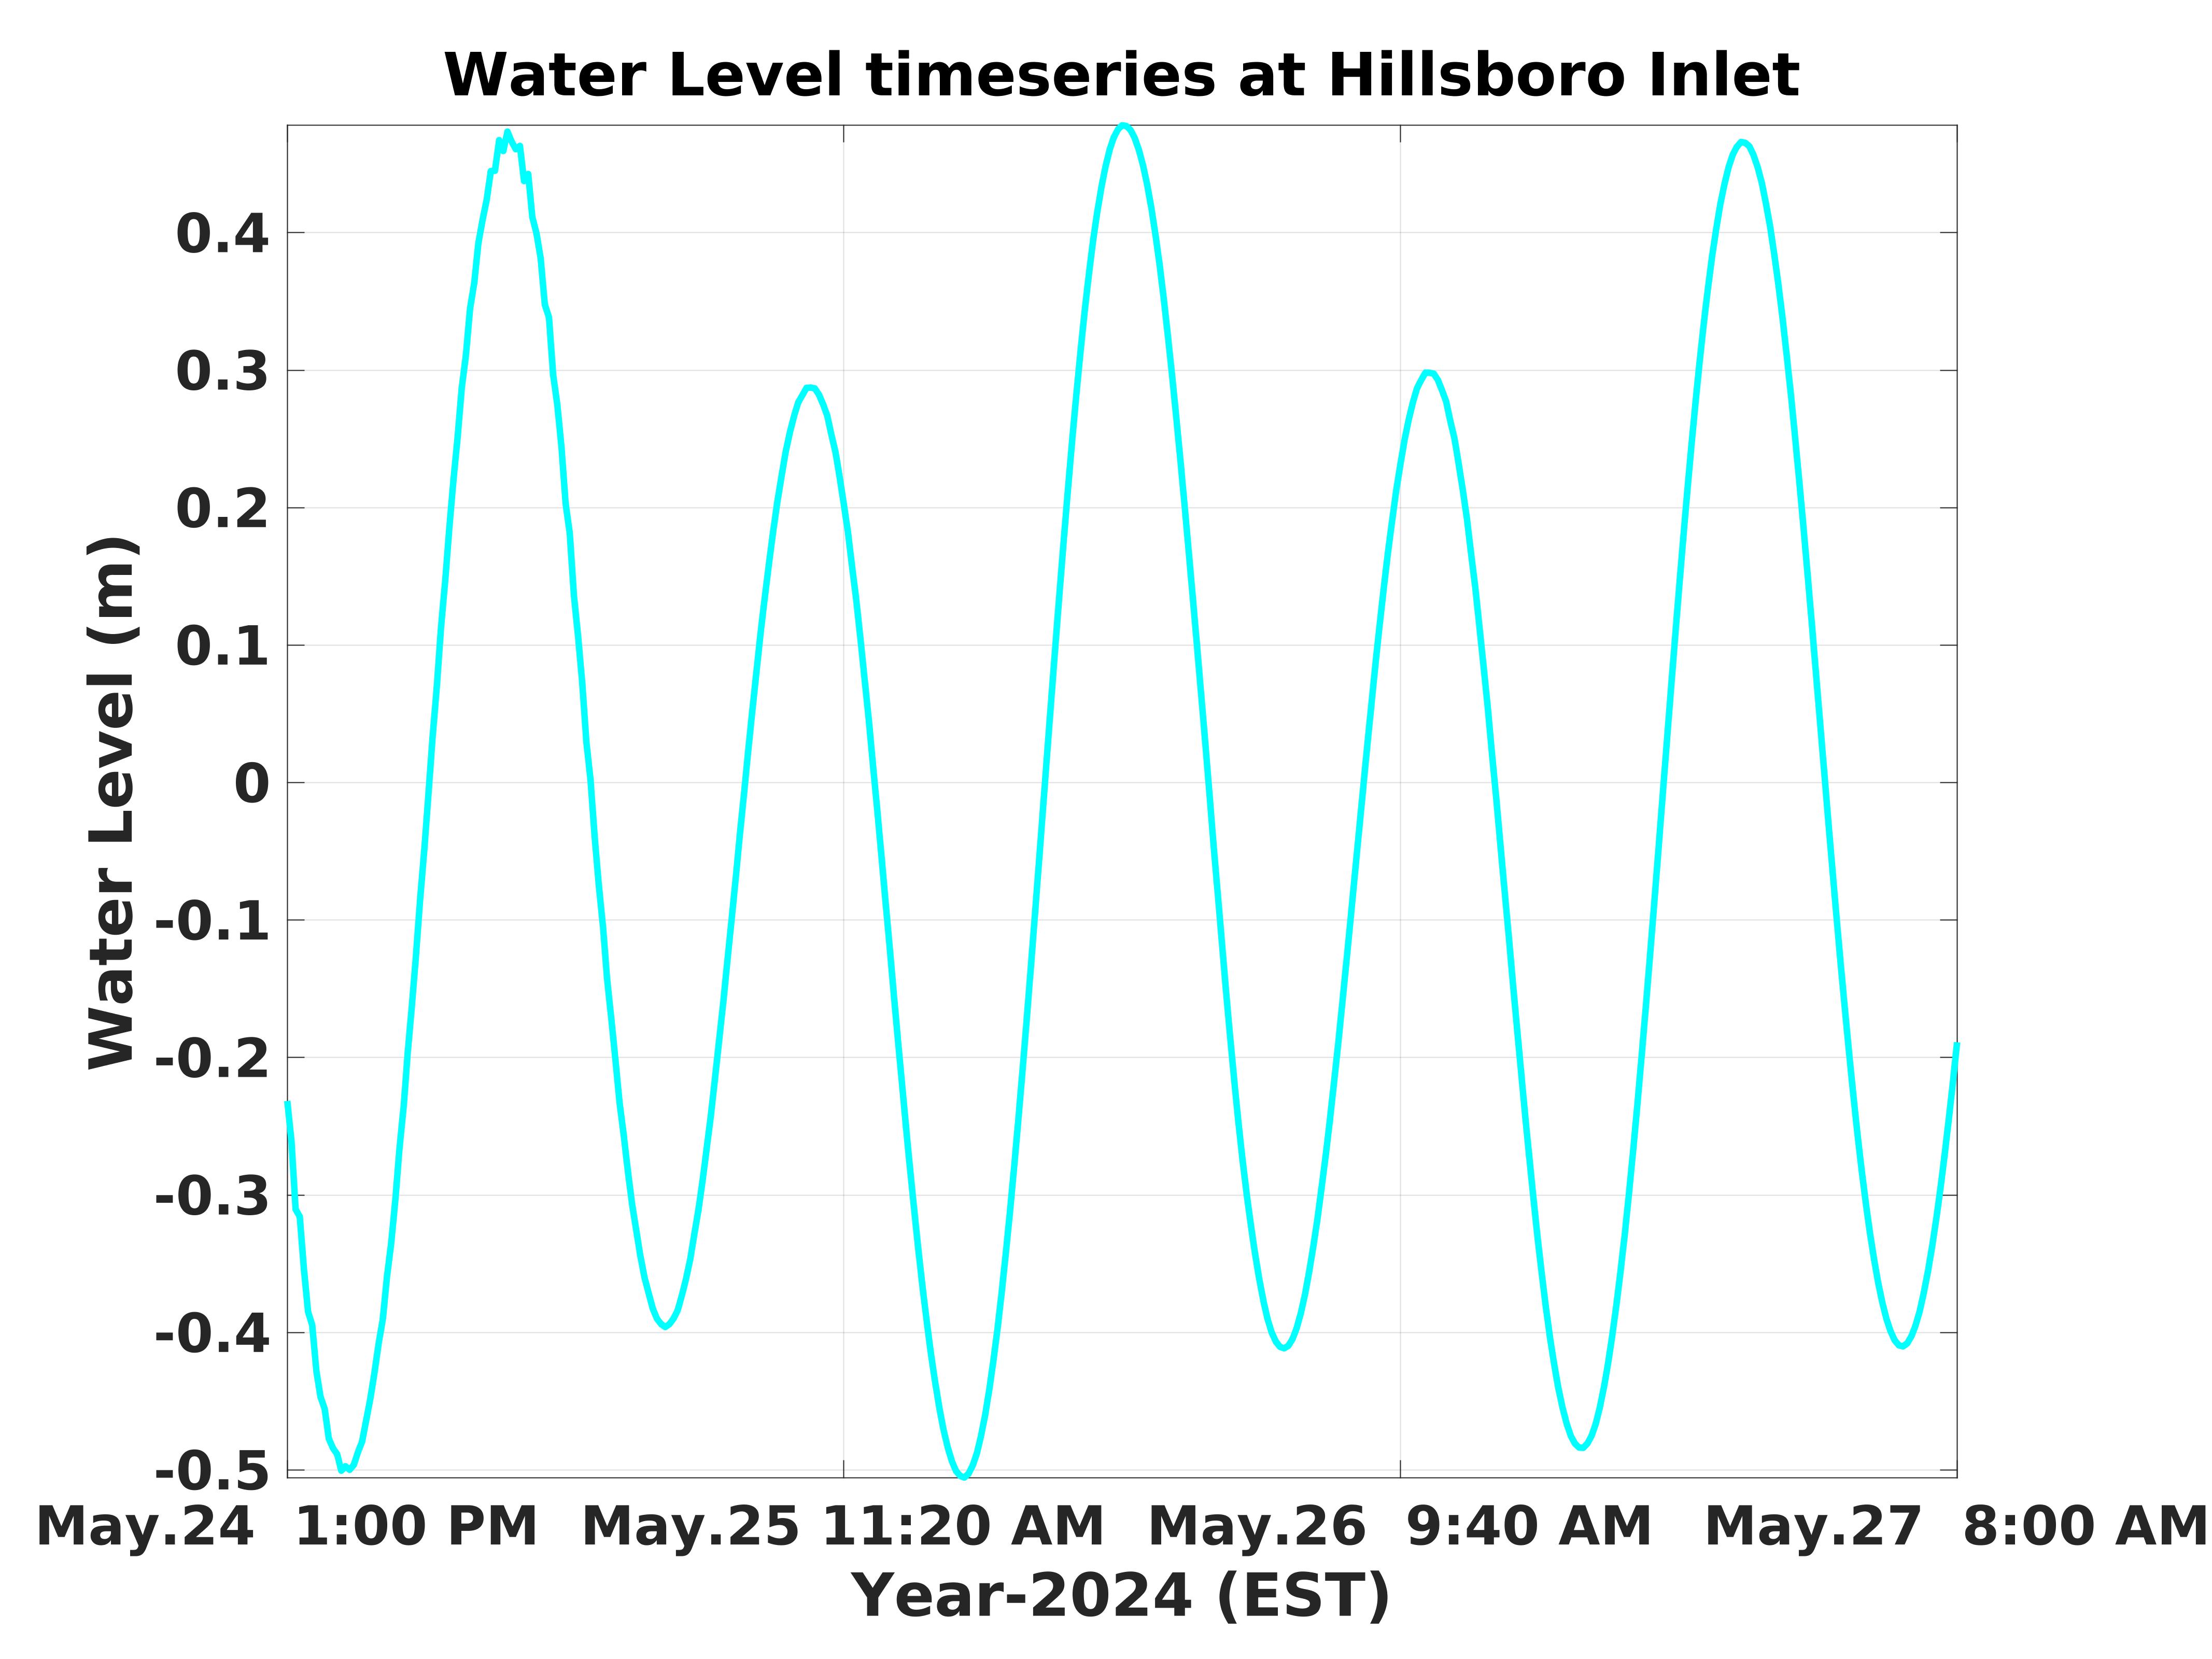 Water Level timeseries at Hillsboro Inlet
Water Level (m)
0.4
0.3
0.2
0.1
0
-0.1
-0.2
-0.3
-0.4
-0.5
May.24 1:00 PM May.25 11:20 AM May.26 9:40 AM May.27 8:00 AM
Year-2024 (EST)